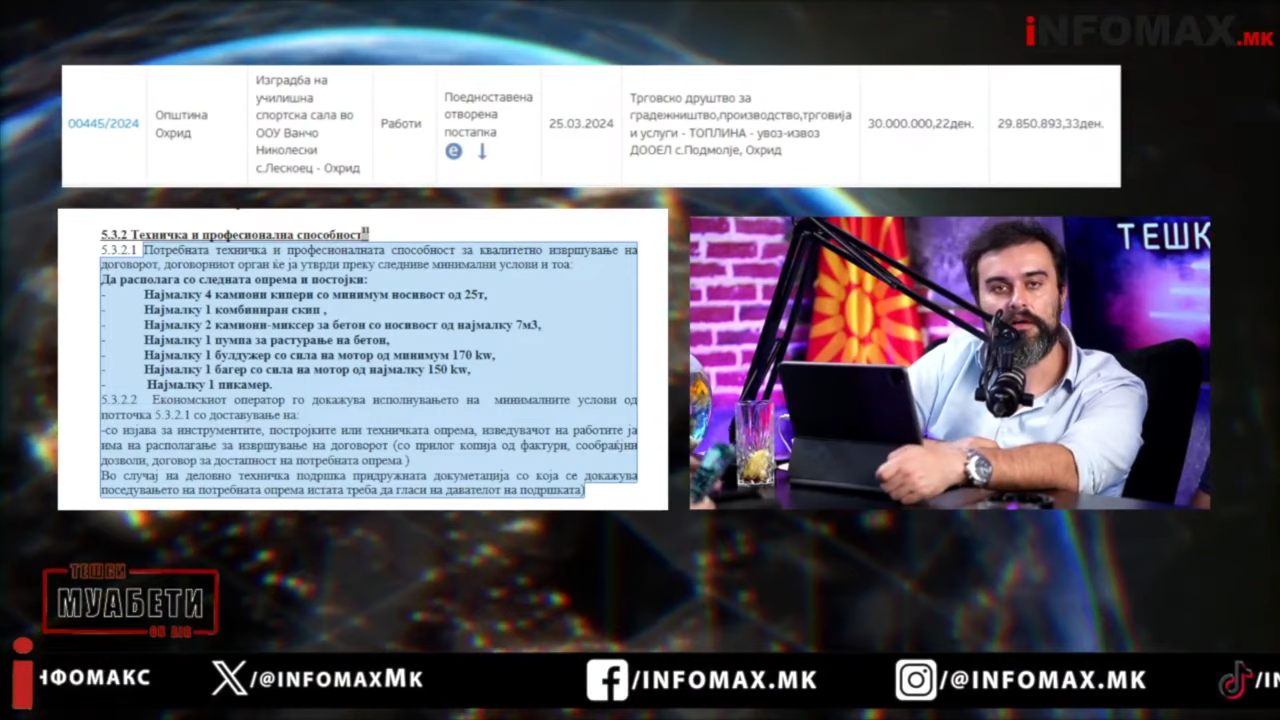 iNFOMAX.MK
00445/2024
Општина
Охрид
Изградба на
училишна
спортска сала во
ООУ Ванчо
Николески
с.Лескоец - Охрид
Работи
Поедноставена
отворена
постапка
25.03.2024
Трговско друштво за
градежништво,производство,трговија
и услуги - ТОПЛИНА - увоз-извоз
ДООЕЛ с.Подмолје, Охрид
30.000.000,22ден.
29.850.893,33ден.
5.3.2 Техничка и професионална способност
5.3.2.1 Потребната техничка и професионалната способност за квалитетно извршување на
договорот, договорниот орган ќе ја утврди преку следниве минимални услови и тоа:
Да располага со следната опрема и постојки:
- Најмалку 4 камиони кипери со минимум носивост од 25т,
- Најмалку 1 комбиниран скип ,
- Најмалку 2 камиони-миксер за бетон со носивост од најмалку 7м3,
- Најмалку 1 пумпа за растурање на бетон,
- Најмалку 1 булдужер со сила на мотор од минимум 170 kw,
- Најмалку 1 багер со сила на мотор од најмалку 150 kw,
- Најмалку 1 пикамер.
5.3.2.2 Економскиот оператор го докажува исполнувањето на минималните услови од
потточка 5.3.2.1 со доставување на:
-со изјава за инструментите, постројките или техничката опрема, изведувачот на работите ја
има на располагање за извршување на договорот (со прилог копија од фактури, сообраќјни
дозволи, договор за достапност на потребната опрема )
Во случај на деловно техничка подршка придружната докуметација со која се докажува
поседувањето на потребната опрема истата треба да гласи на давателот на подршката)
ТЕШК
ТЕШКИ
МУАБЕТИ
ON AIR
ИНФОМАКС
/@INFOMAXMK
/INFOMAX.MK
/@INFOMAX.MK